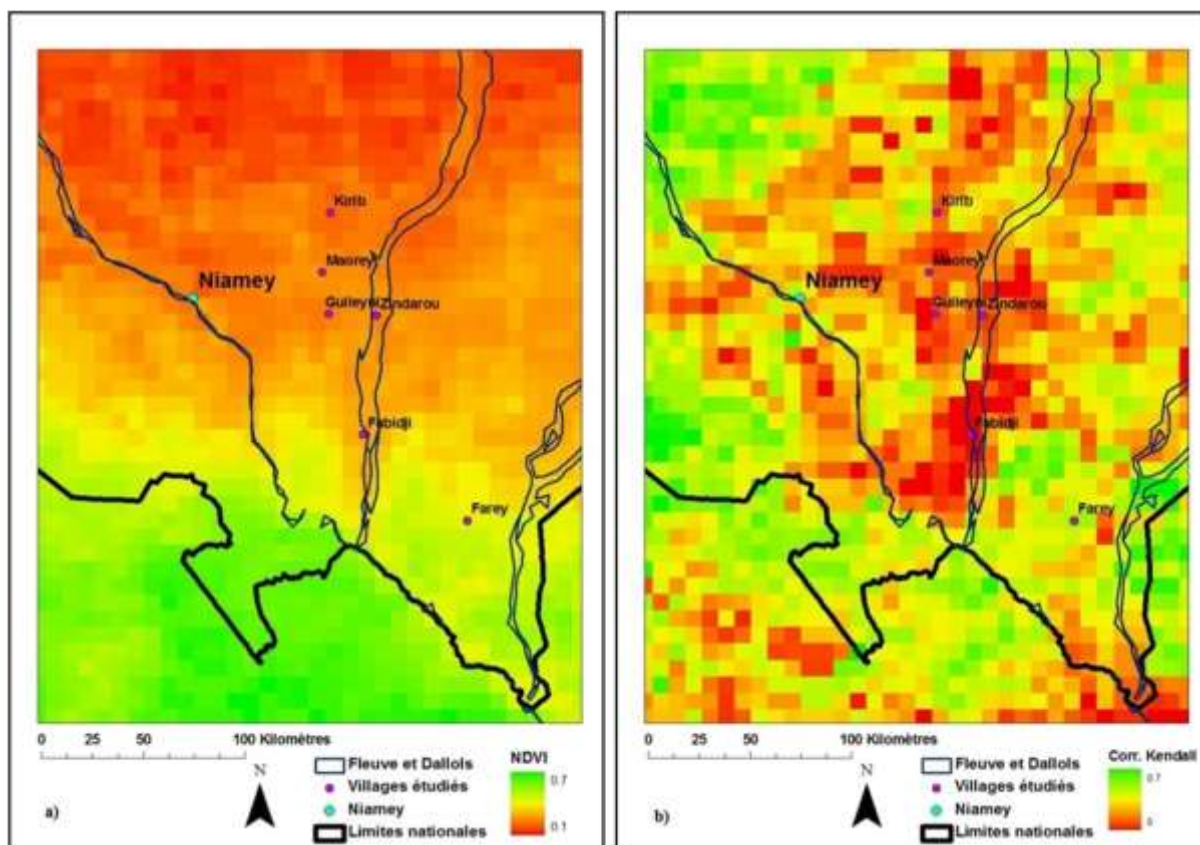 Kirib
Maorey
Niamey
Guileyni
Zindarou
Fabidji
Farey
0 25 50 100 Kilomètres
N
NDVI
0.7
0.1
Fleuve et Dallols
Villages étudiés
Niamey
Limites nationales
a)
Kirib
Maorey
Niamey
Zindarou
Fabidji
Farey
0 25 50 100 Kilomètres
N
Corr. Kendall
0.7
0
Fleuve et Dallols
Villages étudiés
Niamey
Limites nationales
b)